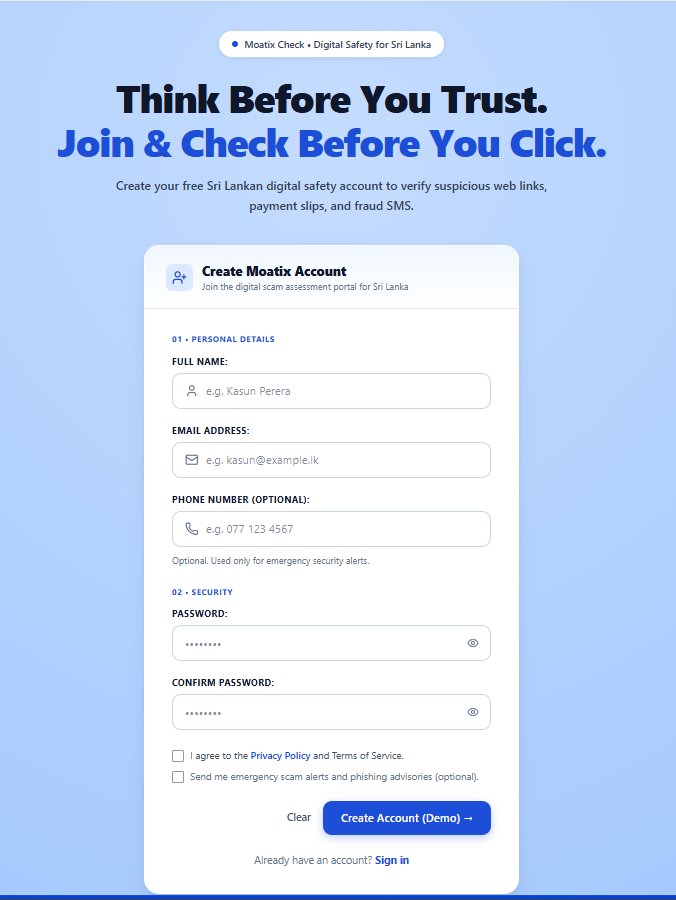 Moatix Check • Digital Safety for Sri Lanka
Think Before You Trust.
Join & Check Before You Click.
Create your free Sri Lankan digital safety account to verify suspicious web links,
payment slips, and fraud SMS.
Create Moatix Account
Join the digital scam assessment portal for Sri Lanka
01 • PERSONAL DETAILS
FULL NAME:
e.g. Kasun Perera
EMAIL ADDRESS:
e.g. kasun@example.lk
PHONE NUMBER (OPTIONAL):
e.g. 077 123 4567
Optional. Used only for emergency security alerts.
02 • SECURITY
PASSWORD:
••••••••
CONFIRM PASSWORD:
••••••••
I agree to the Privacy Policy and Terms of Service.
Send me emergency scam alerts and phishing advisories (optional).
Clear
Create Account (Demo) →
Already have an account? Sign in